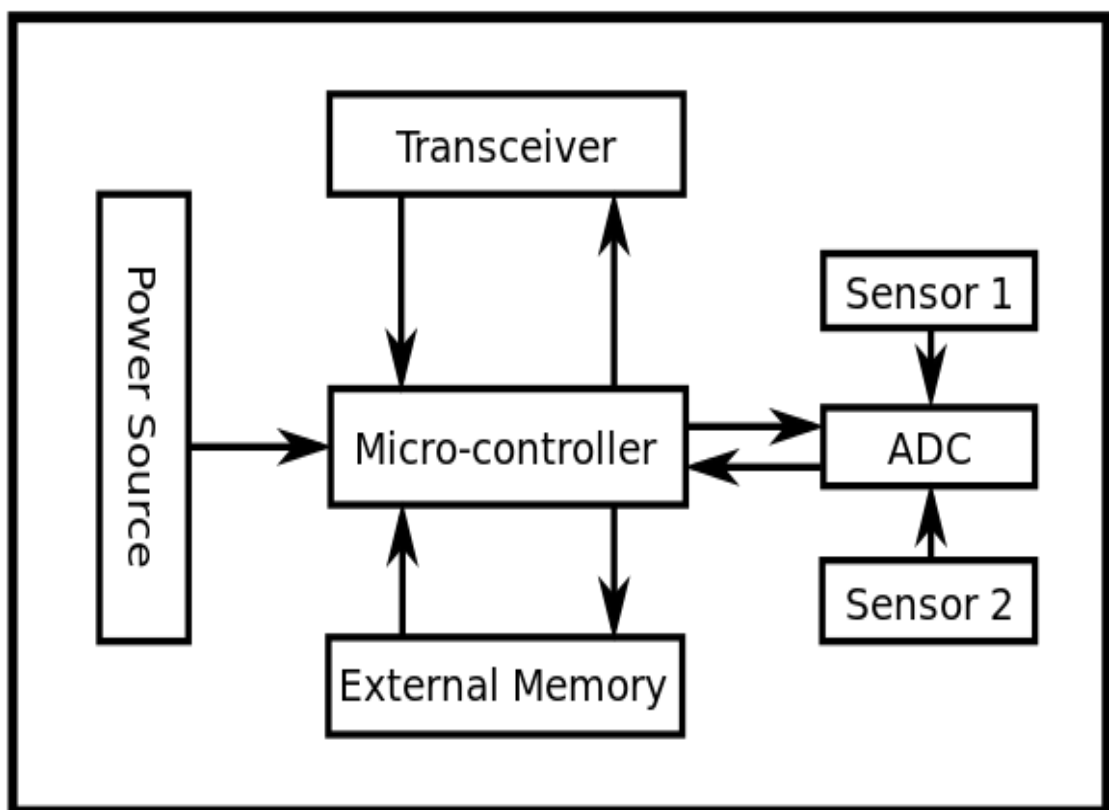 Transceiver
Power Source
Sensor 1
Micro-controller
ADC
Sensor 2
External Memory